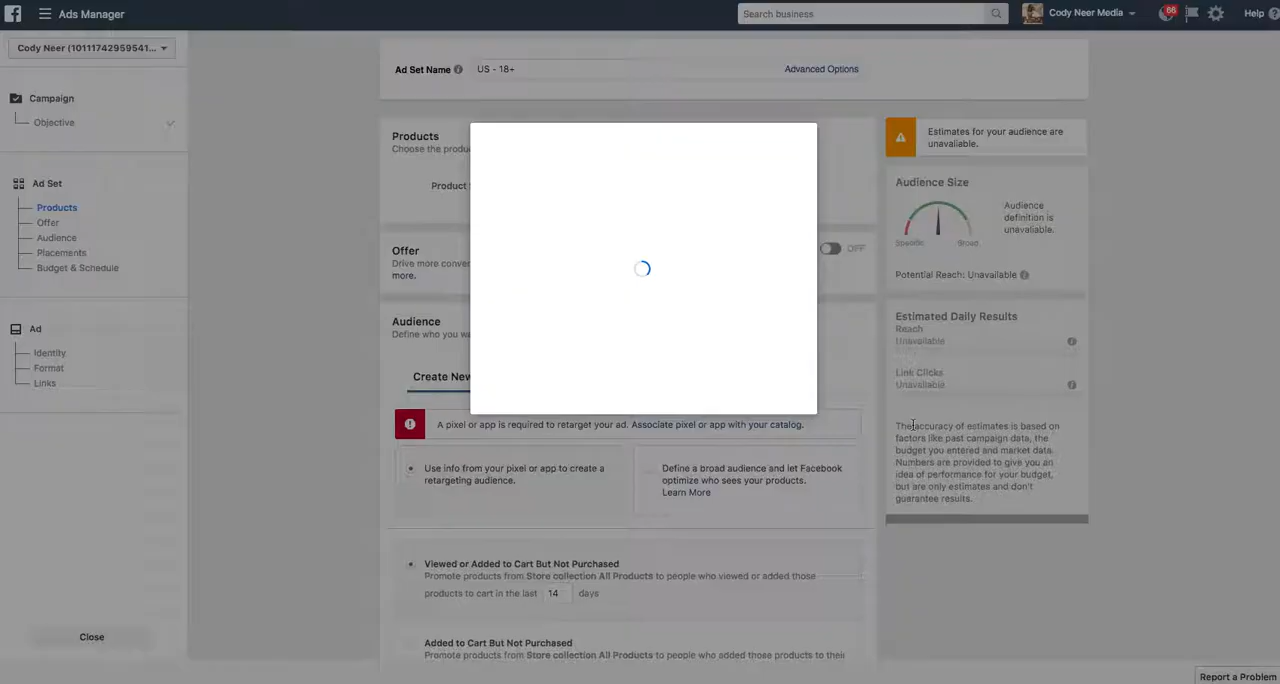 Ads Manager
Search business
Cody Neer Media
66
Help
Cody Neer (10111742959541...
Campaign
Objective
Ad Set
Products
Offer
Audience
Placements
Budget & Schedule
Ad
Identity
Format
Links
Close
Ad Set Name
US - 18+
Advanced Options
Products
Choose the produ
Product
Offer
Drive more conver
more.
OFF
Audience
Define who you wa
Create New
A pixel or app is required to retarget your ad. Associate pixel or app with your catalog.
Use info from your pixel or app to create a
retargeting audience.
Define a broad audience and let Facebook
optimize who sees your products.
Learn More
Viewed or Added to Cart But Not Purchased
Promote products from Store collection All Products to people who viewed or added those
products to cart in the last 14 days
Added to Cart But Not Purchased
Promote products from Store collection All Products to people who added those products to their
Estimates for your audience are
unavailable.
Audience Size
Audience
definition is
unavailable.
Specific
Broad
Potential Reach: Unavailable
Estimated Daily Results
Reach
Unavailable
Link Clicks
Unavailable
The accuracy of estimates is based on
factors like past campaign data, the
budget you entered and market data.
Numbers are provided to give you an
idea of performance for your budget,
but are only estimates and don't
guarantee results.
Report a Problem